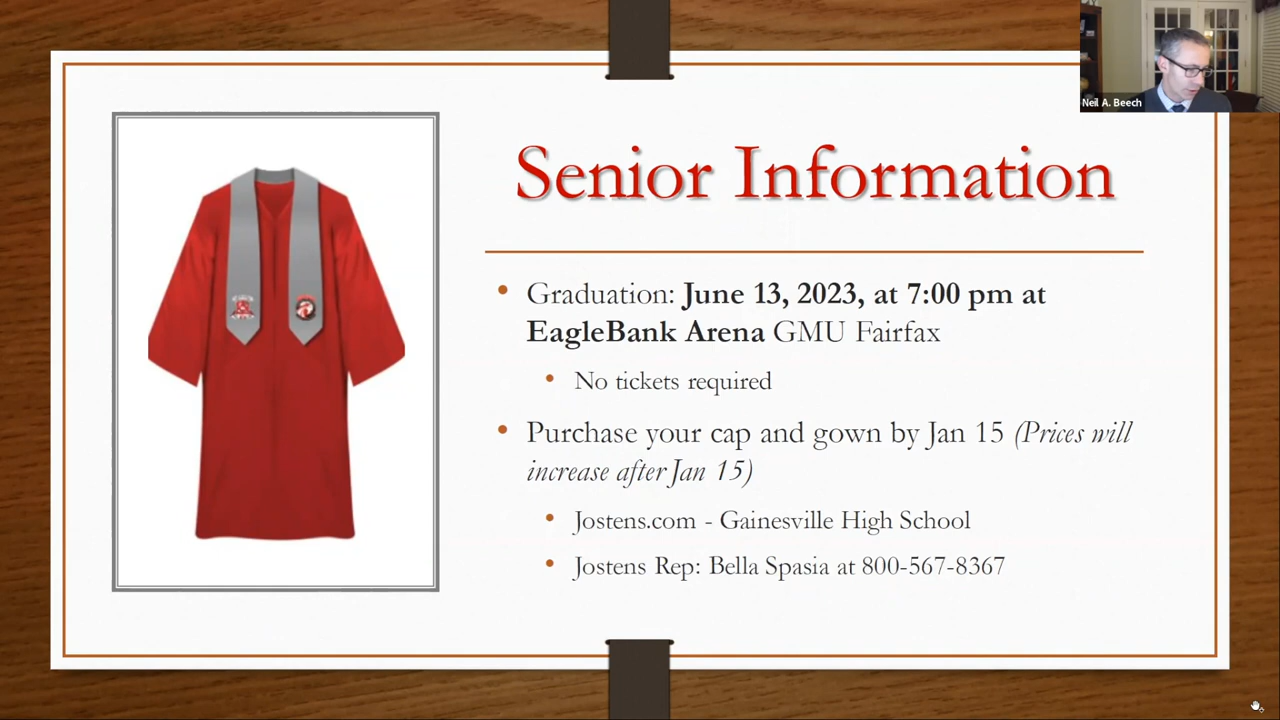 Neil A. Beech
Senior Information
• Graduation: June 13, 2023, at 7:00 pm at
EagleBank Arena GMU Fairfax
• No tickets required
• Purchase your cap and gown by Jan 15 (Prices will
increase after Jan 15)
• Jostens.com - Gainesville High School
• Jostens Rep: Bella Spasia at 800-567-8367